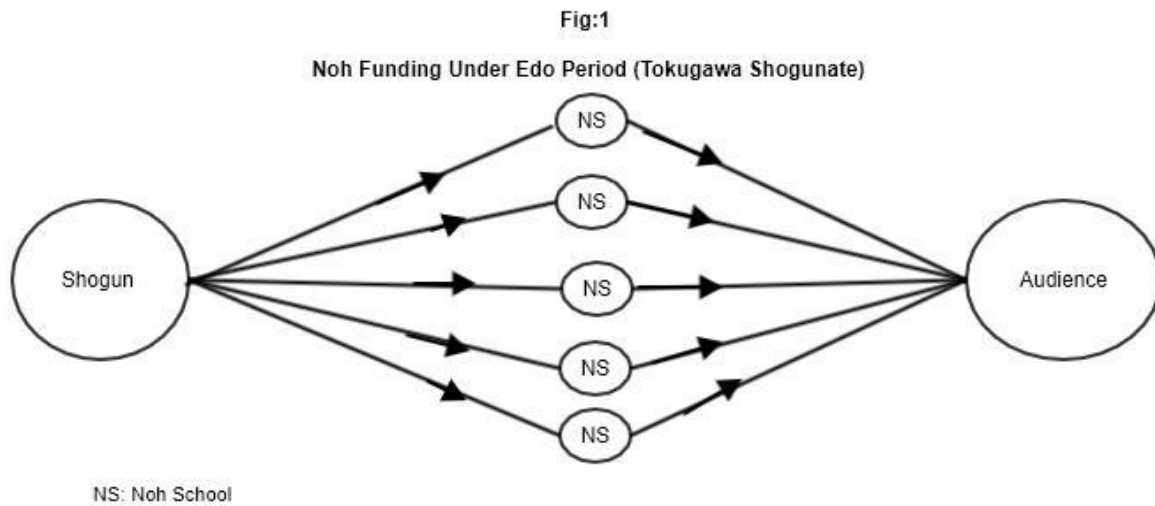 Fig:1
Noh Funding Under Edo Period (Tokugawa Shogunate)
NS
NS
Shogun
NS
Audience
NS
NS
NS: Noh School